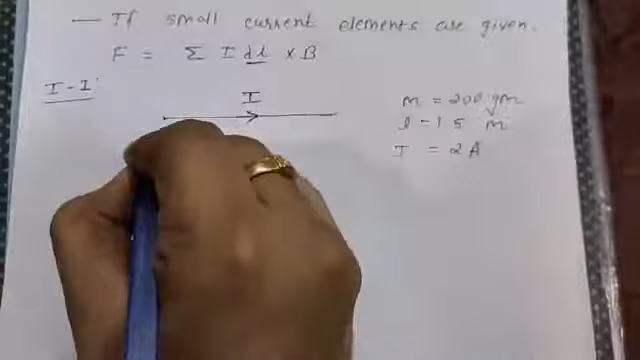 — If small current elements are given.
F = Σ I dl × B
I - I'
I
m = 200 gm
l = 1.5 m
I = 2 A